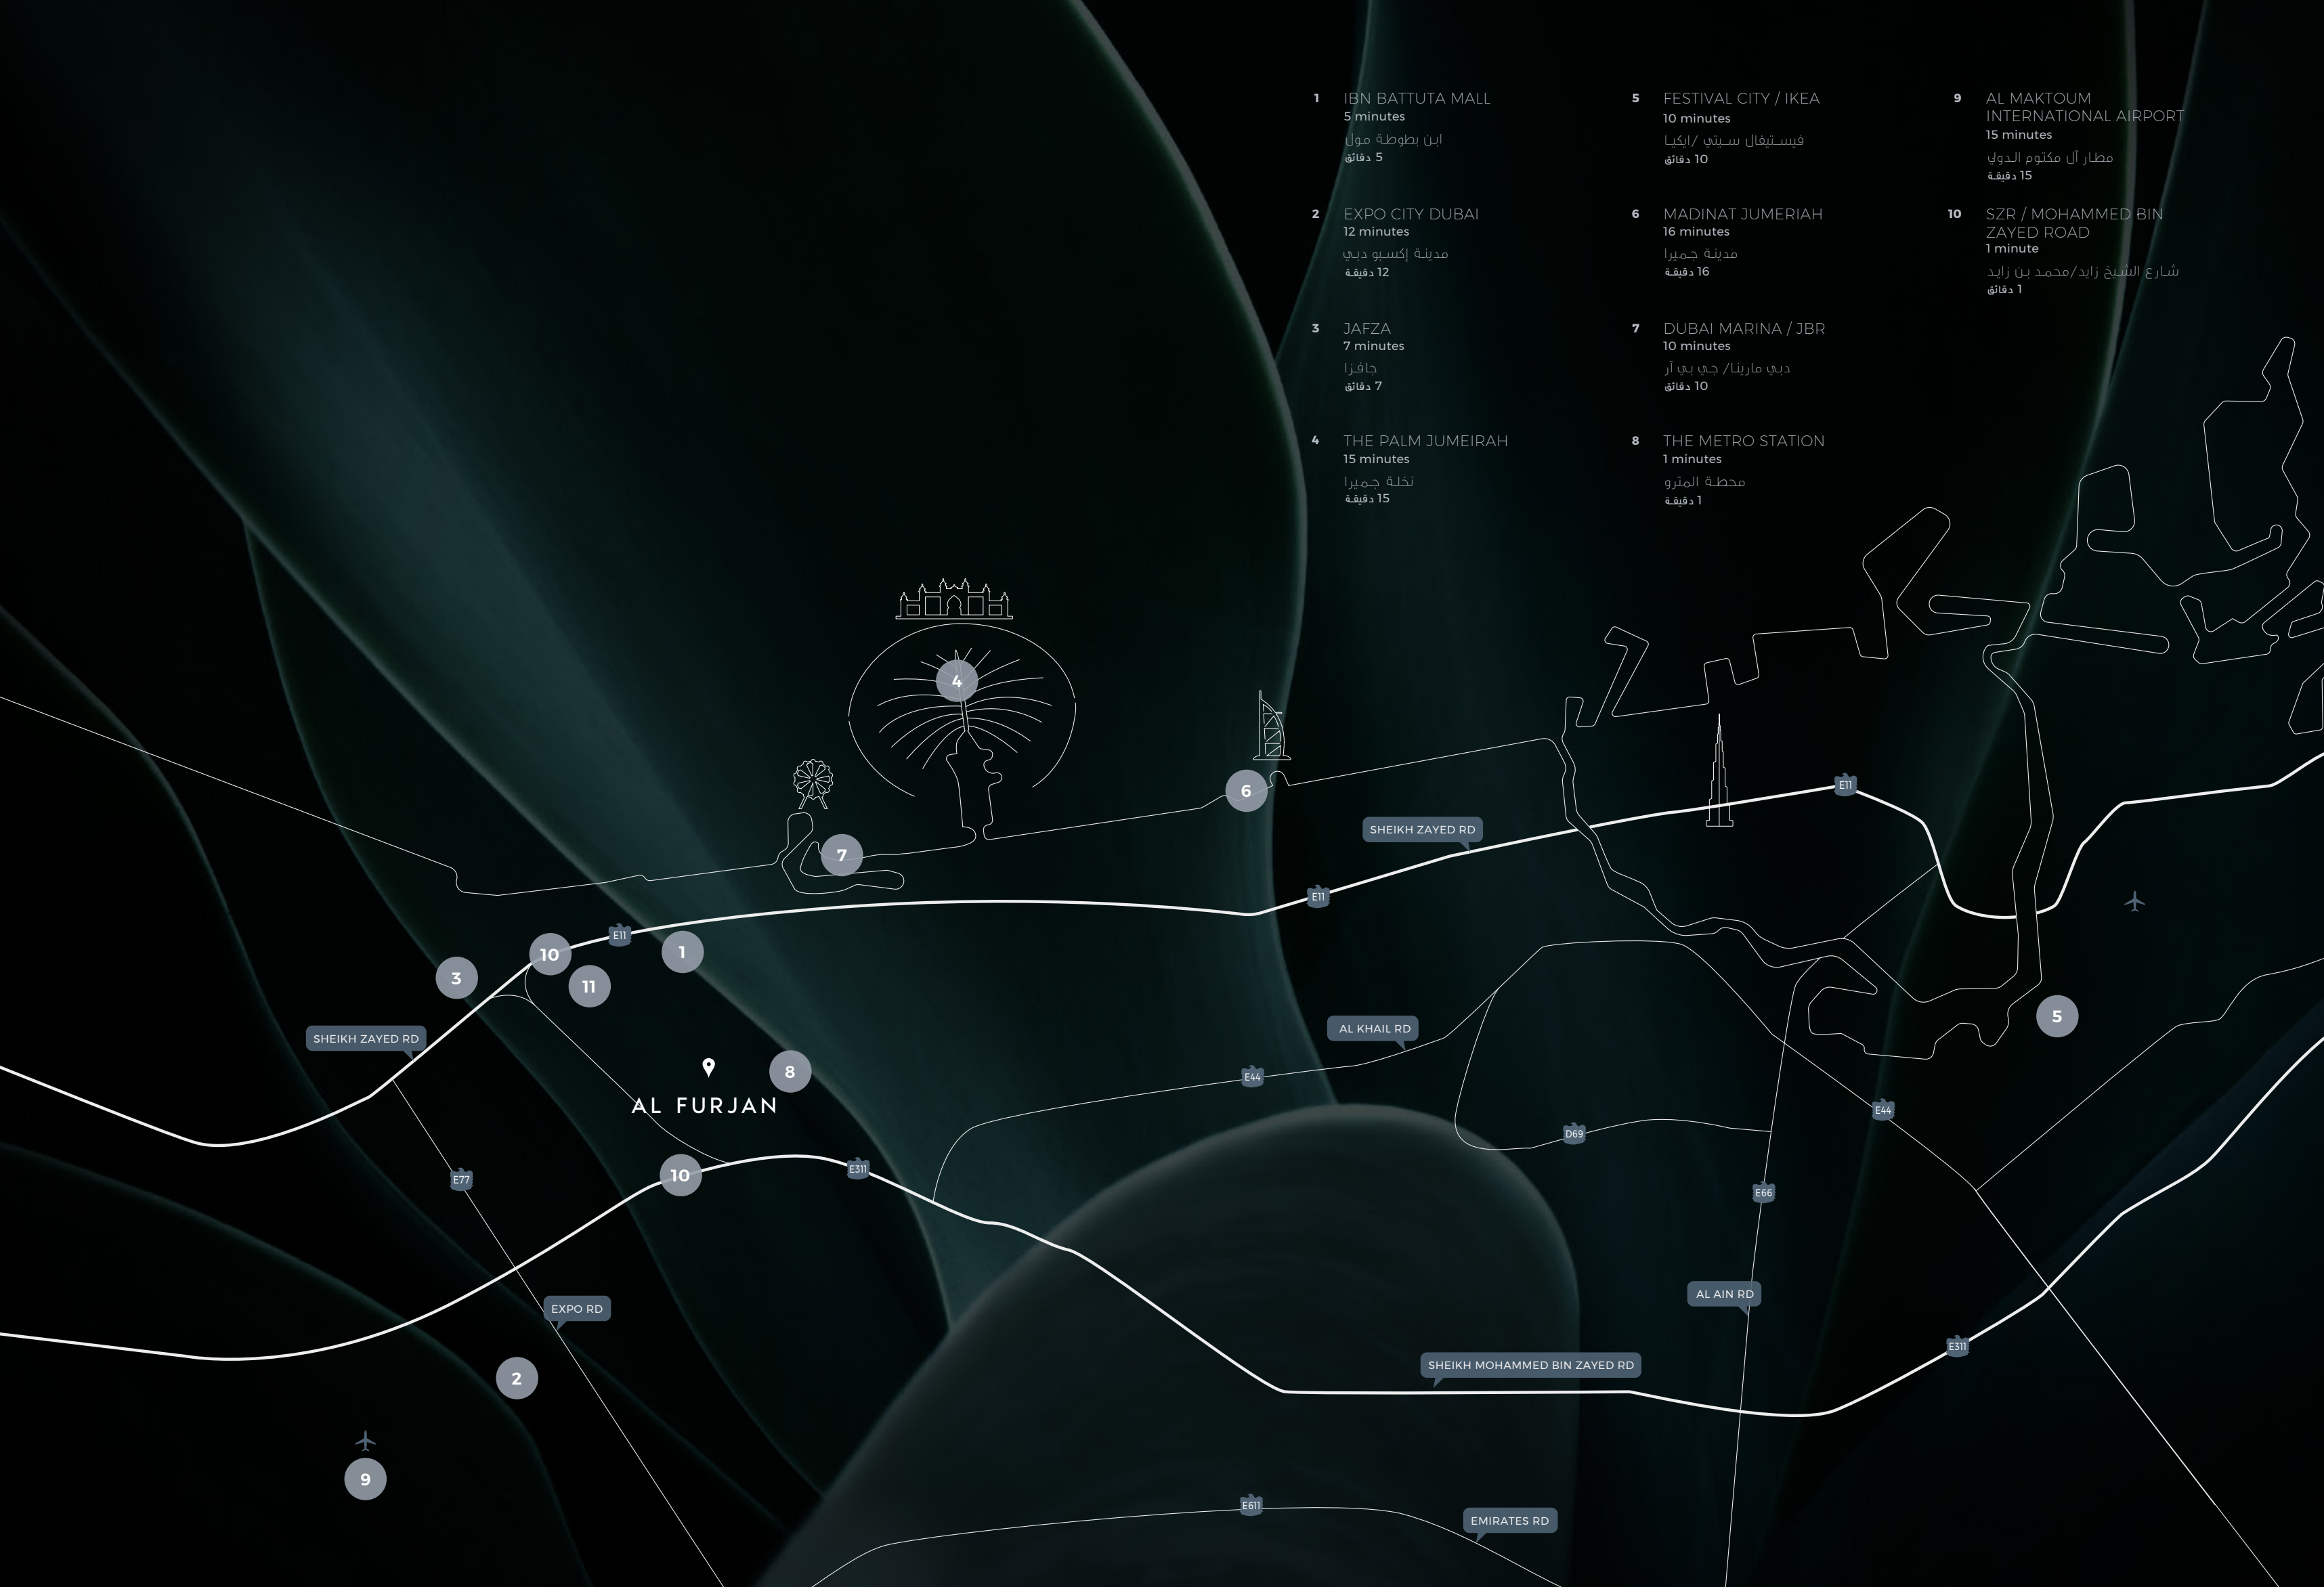 1 IBN BATTUTA MALL
5 minutes
ابن بطوطة مول
5 دقائق
2 EXPO CITY DUBAI
12 minutes
مدينة إكسبو دبي
12 دقيقة
3 JAFZA
7 minutes
جافزا
7 دقائق
4 THE PALM JUMEIRAH
15 minutes
نخلة جميرا
15 دقيقة
5 FESTIVAL CITY / IKEA
10 minutes
فيستيفال سيتي /ايكيا
10 دقائق
6 MADINAT JUMERIAH
16 minutes
مدينة جميرا
16 دقيقة
7 DUBAI MARINA / JBR
10 minutes
دبي مارينا/ جي بي آر
10 دقائق
8 THE METRO STATION
1 minutes
محطة المترو
1 دقيقة
9 AL MAKTOUM
INTERNATIONAL AIRPORT
15 minutes
مطار آل مكتوم الدولي
15 دقيقة
10 SZR / MOHAMMED BIN
ZAYED ROAD
1 minute
شارع الشيخ زايد/محمد بن زايد
1 دقائق
4
6
7
E11
SHEIKH ZAYED RD
E11
E11
10
1
3
11
5
SHEIKH ZAYED RD
AL KHAIL RD
8
E44
AL FURJAN
E44
D69
E311
10
E77
E66
AL AIN RD
EXPO RD
E311
SHEIKH MOHAMMED BIN ZAYED RD
2
9
E611
EMIRATES RD